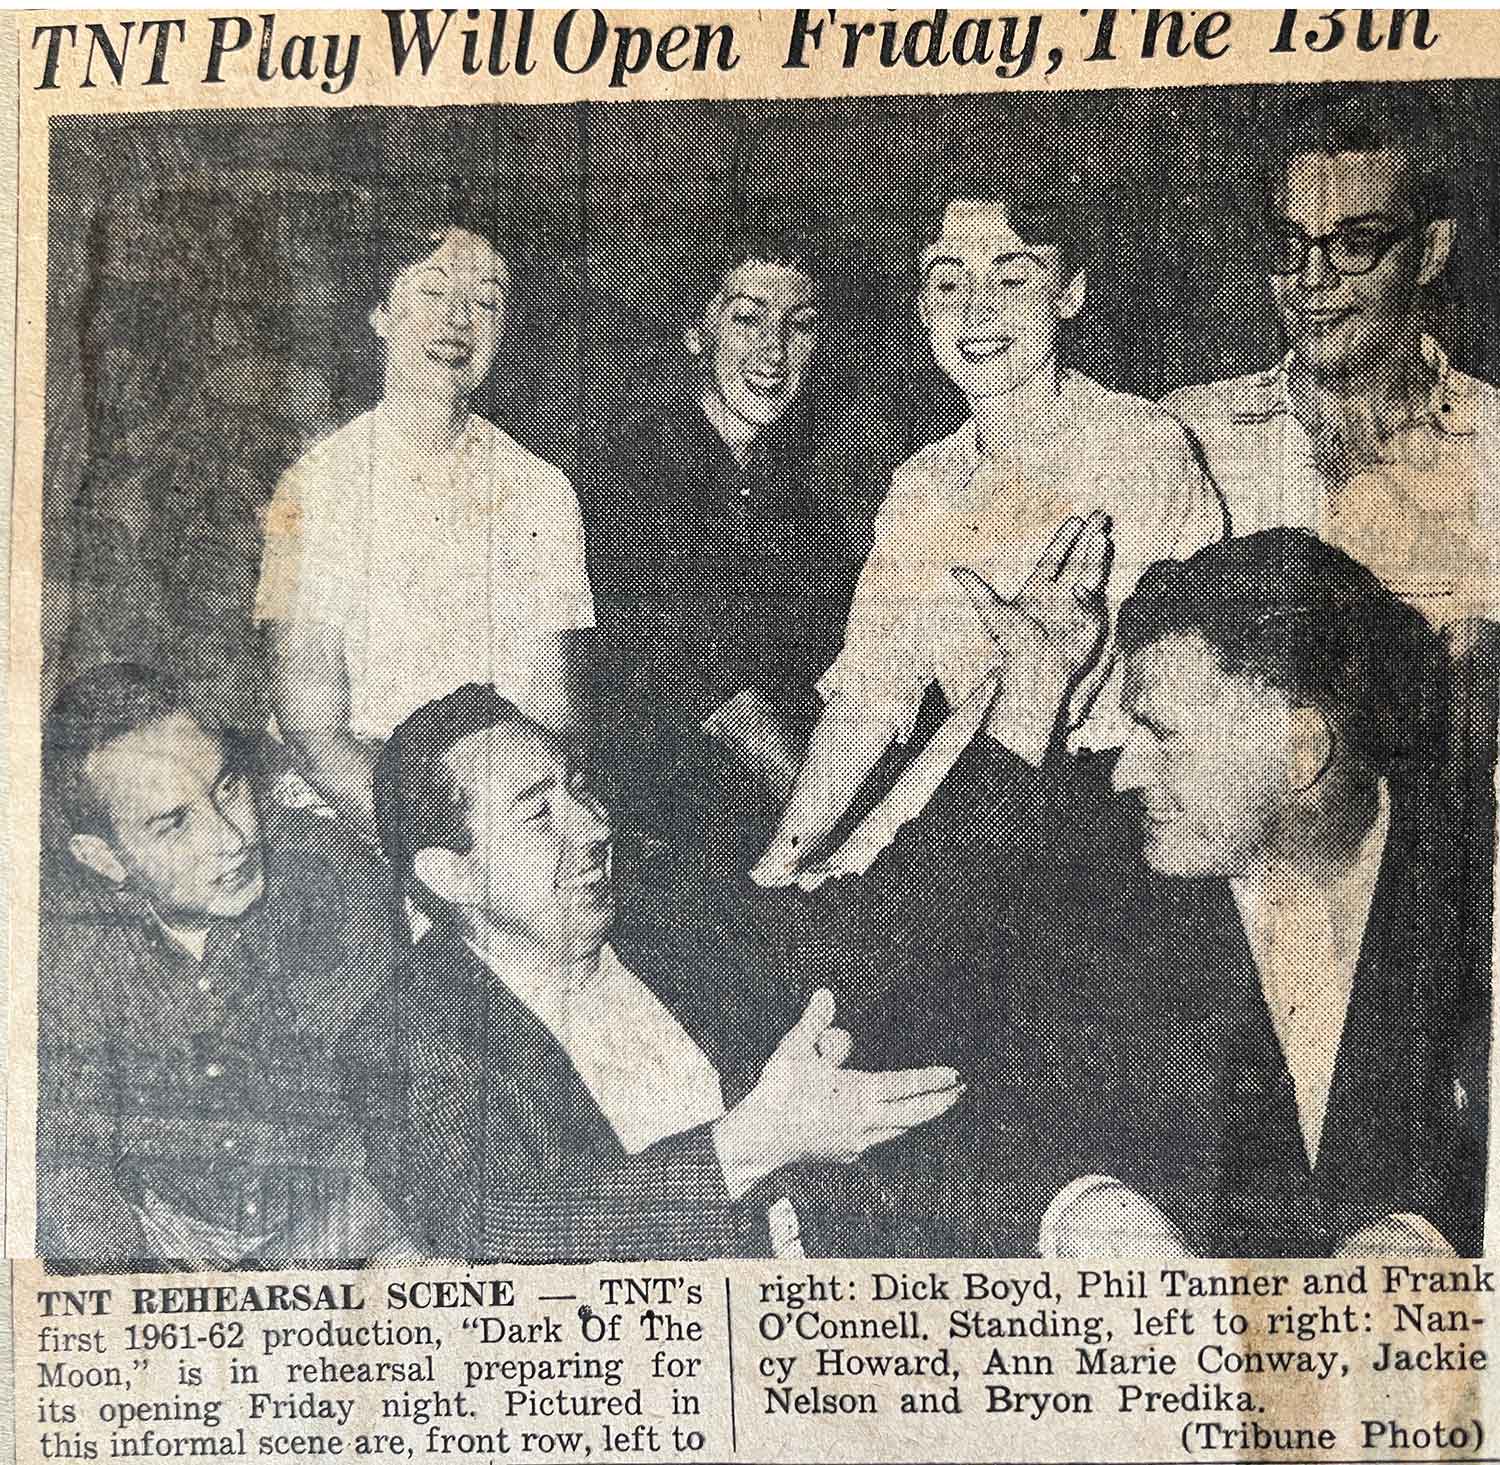 TNT Play Will Open Friday, The 13th
TNT REHEARSAL SCENE — TNT's
first 1961-62 production, “Dark Of The
Moon,” is in rehearsal preparing for
its opening Friday night. Pictured in
this informal scene are, front row, left to
right: Dick Boyd, Phil Tanner and Frank
O'Connell. Standing, left to right: Nan-
cy Howard, Ann Marie Conway, Jackie
Nelson and Bryon Predika.
(Tribune Photo)